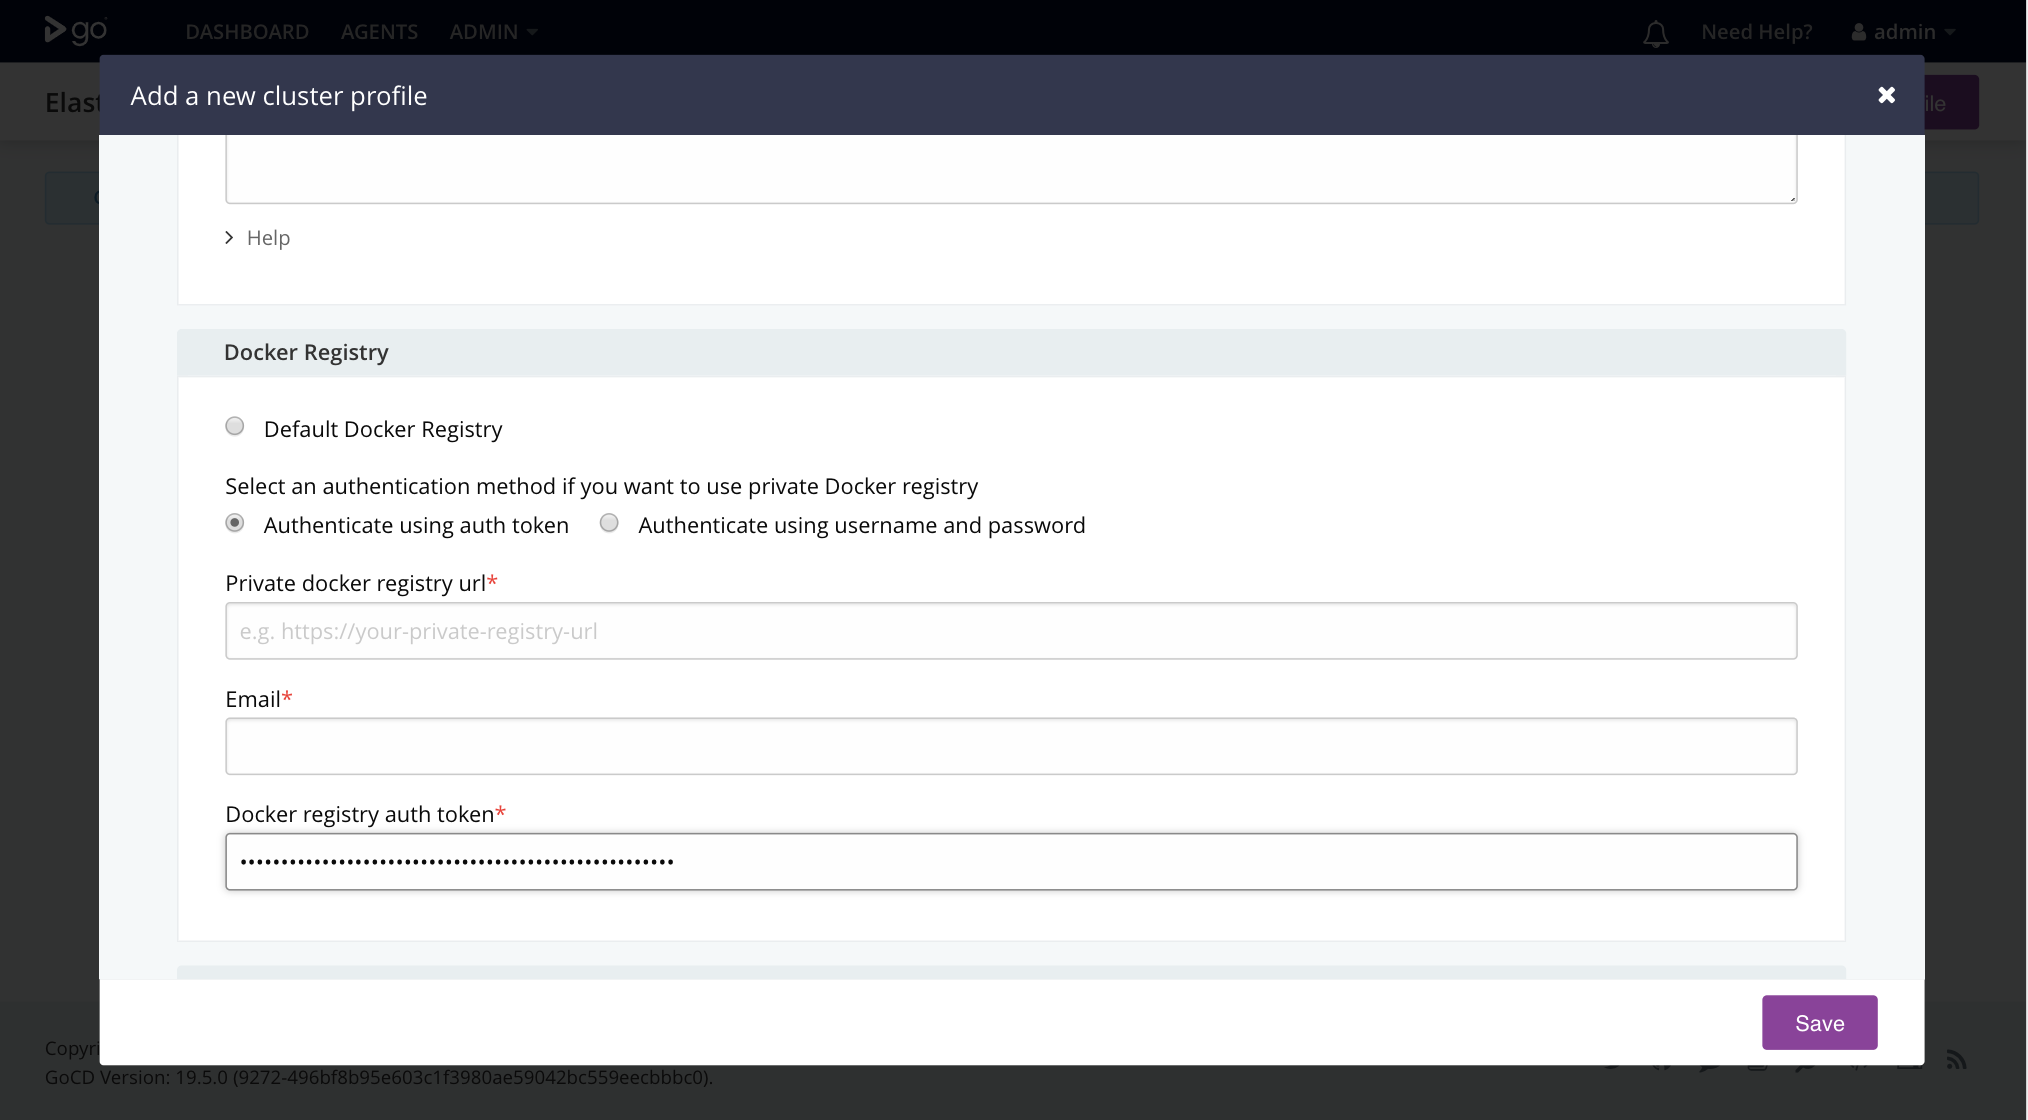 go
DASHBOARD AGENTS ADMIN Need Help? admin
Add a new cluster profile
Help
Docker Registry
Default Docker Registry
Select an authentication method if you want to use private Docker registry
Authenticate using auth token Authenticate using username and password
Private docker registry url*
e.g. https://your-private-registry-url
Email*
Docker registry auth token*
••••••••••••••••••••••••••••••••••••••••••••••••••••••
Save
GoCD Version: 19.5.0 (9272-496bf8b95e603c1f3980ae59042bc559eecbbbc0).